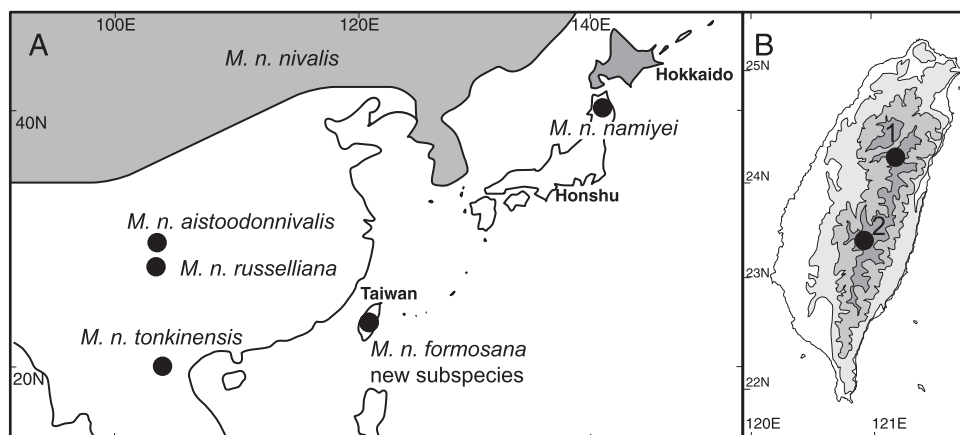 100E
120E
140E
A
M. n. nivalis
Hokkaido
40N
M. n. namiyei
Honshu
M. n. aistoodonnivalis
M. n. russelliana
Taiwan
M. n. tonkinensis
M. n. formosana
new subspecies
20N
B
25N
1
24N
2
23N
22N
120E
121E